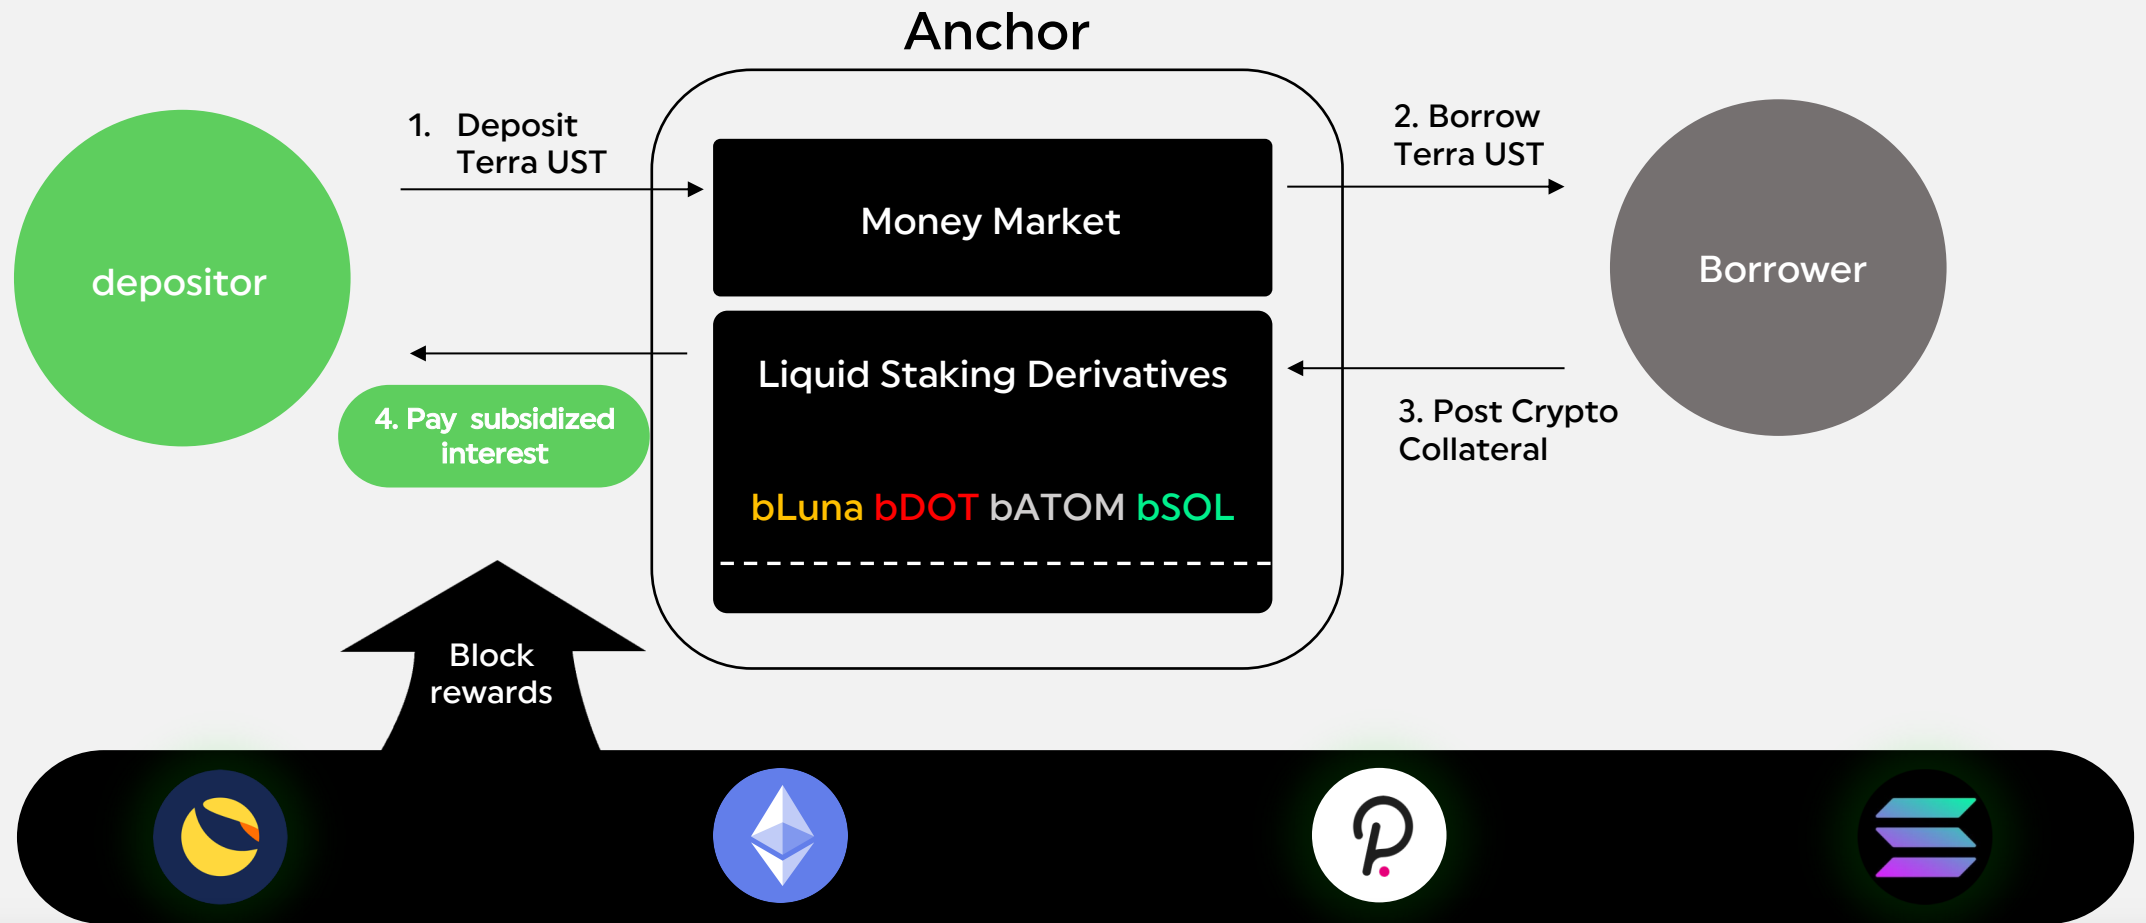 Anchor
1. Deposit
Terra UST
2. Borrow
Terra UST
Money Market
depositor
Borrower
Liquid Staking Derivatives
4. Pay subsidized
interest
3. Post Crypto
Collateral
bLuna bDOT bATOM bSOL
Block
rewards